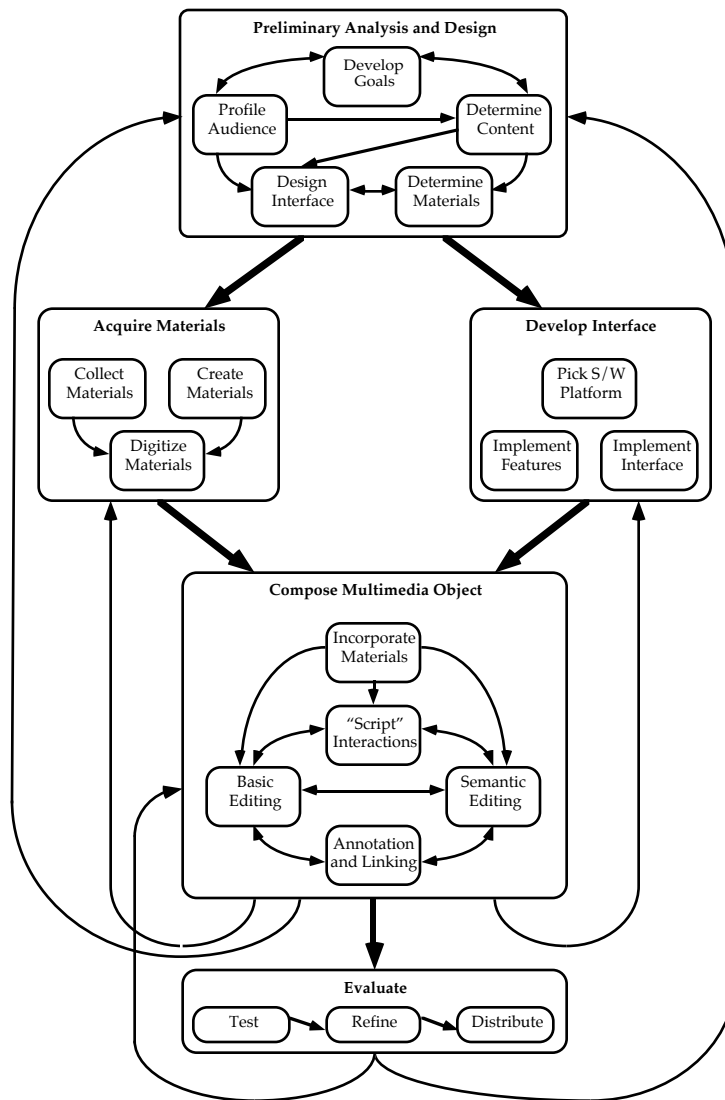 Preliminary Analysis and Design
Develop
Goals
Profile
Audience
Determine
Content
Design
Interface
Determine
Materials
Acquire Materials
Collect
Materials
Create
Materials
Digitize
Materials
Develop Interface
Pick S/W
Platform
Implement
Features
Implement
Interface
Compose Multimedia Object
Incorporate
Materials
“Script”
Interactions
Basic
Editing
Semantic
Editing
Annotation
and Linking
Evaluate
Test
Refine
Distribute